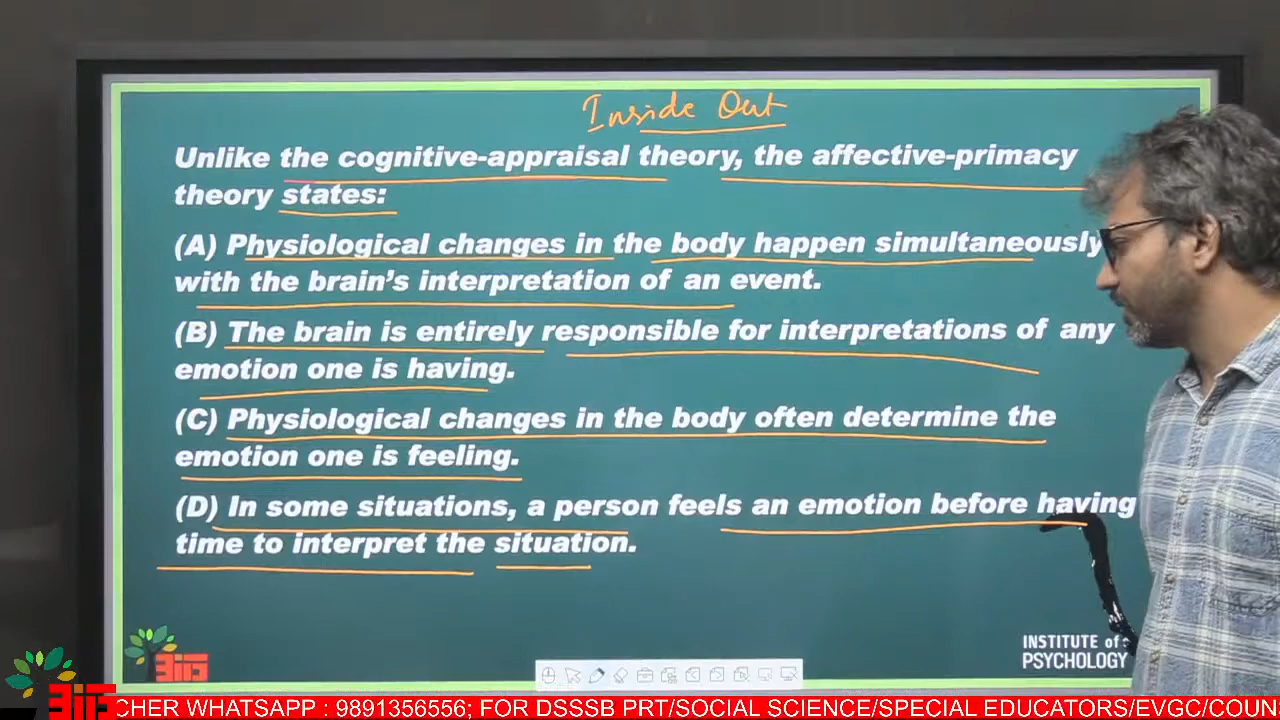 Inside Out
Unlike the cognitive-appraisal theory, the affective-primacy
theory states:
(A) Physiological changes in the body happen simultaneously
with the brain's interpretation of an event.
(B) The brain is entirely responsible for interpretations of any
emotion one is having.
(C) Physiological changes in the body often determine the
emotion one is feeling.
(D) In some situations, a person feels an emotion before having
time to interpret the situation.
INSTITUTE of
PSYCHOLOGY
CHER WHATSAPP : 9891356556; FOR DSSSB PRT/SOCIAL SCIENCE/SPECIAL EDUCATORS/EVGC/COUN